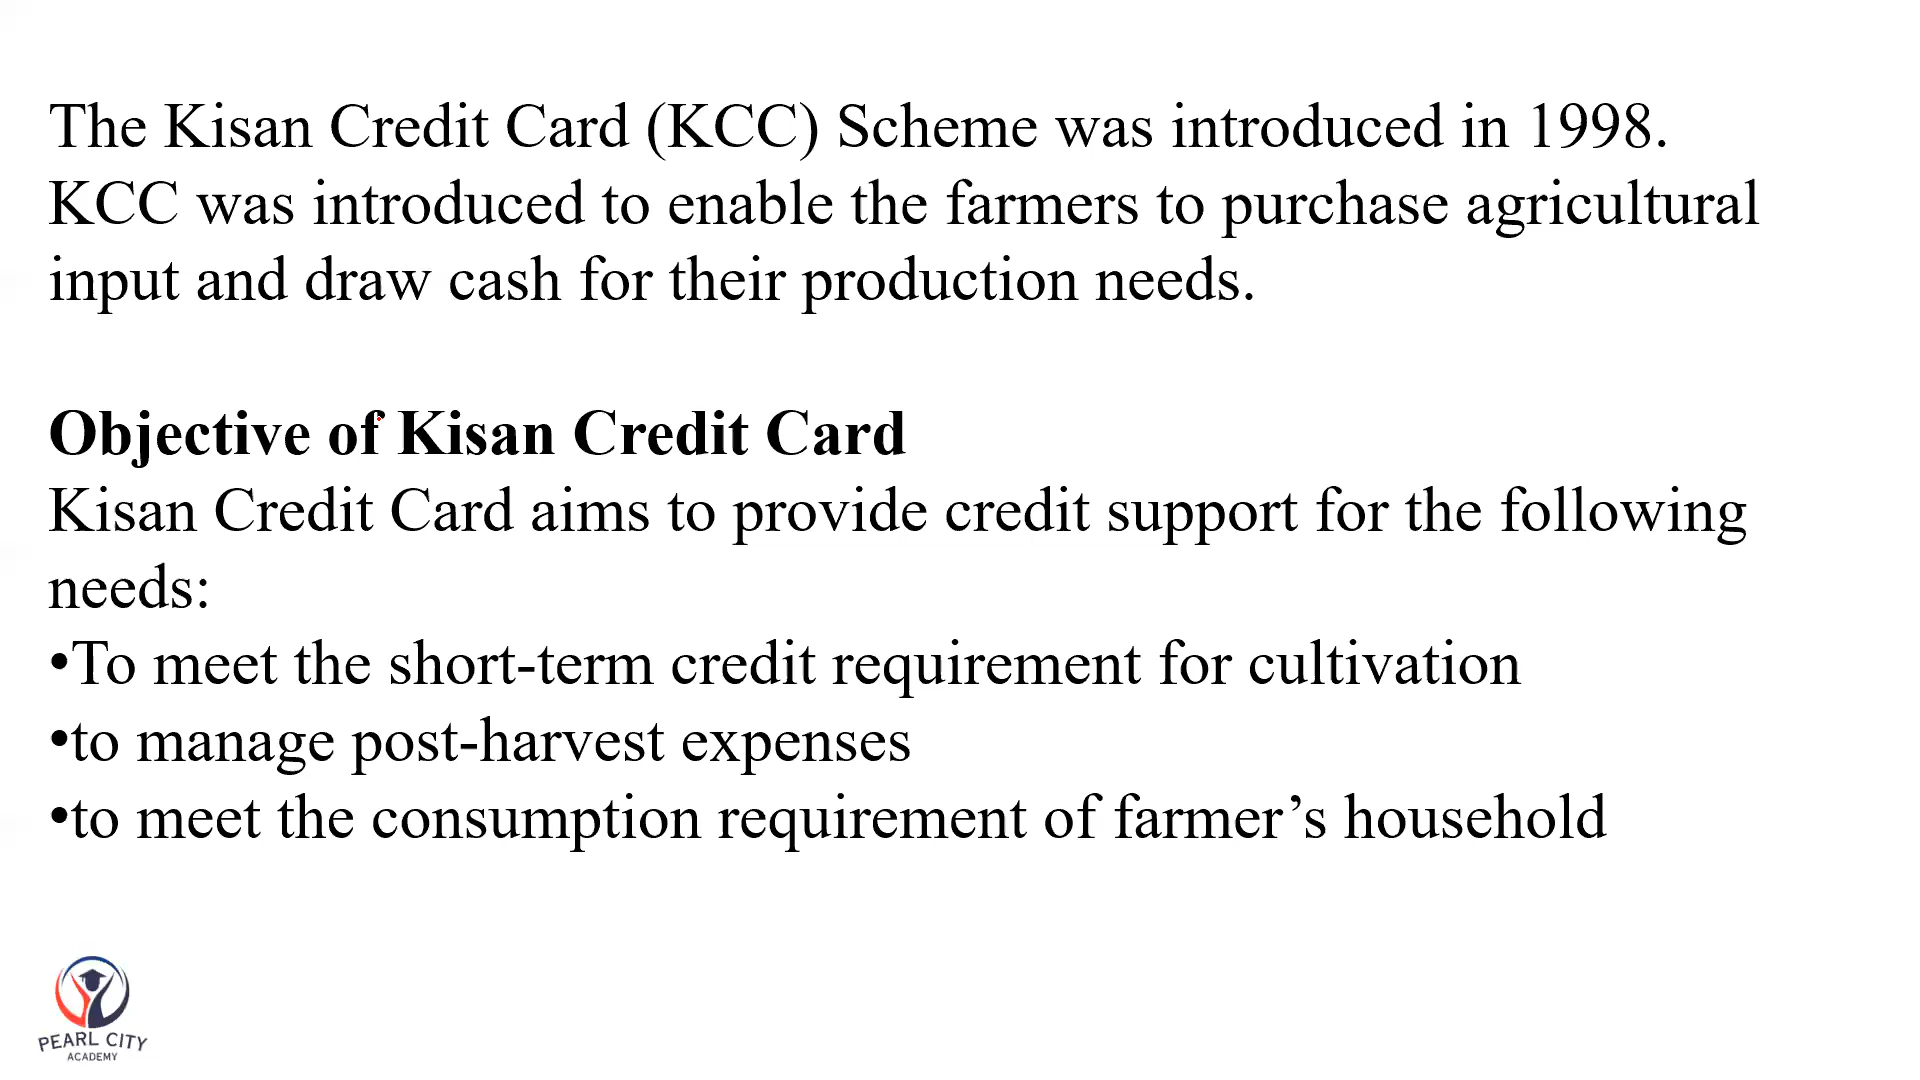 The Kisan Credit Card (KCC) Scheme was introduced in 1998.
KCC was introduced to enable the farmers to purchase agricultural
input and draw cash for their production needs.
Objective of Kisan Credit Card
Kisan Credit Card aims to provide credit support for the following
needs:
•To meet the short-term credit requirement for cultivation
•to manage post-harvest expenses
•to meet the consumption requirement of farmer’s household
PEARL CITY
ACADEMY